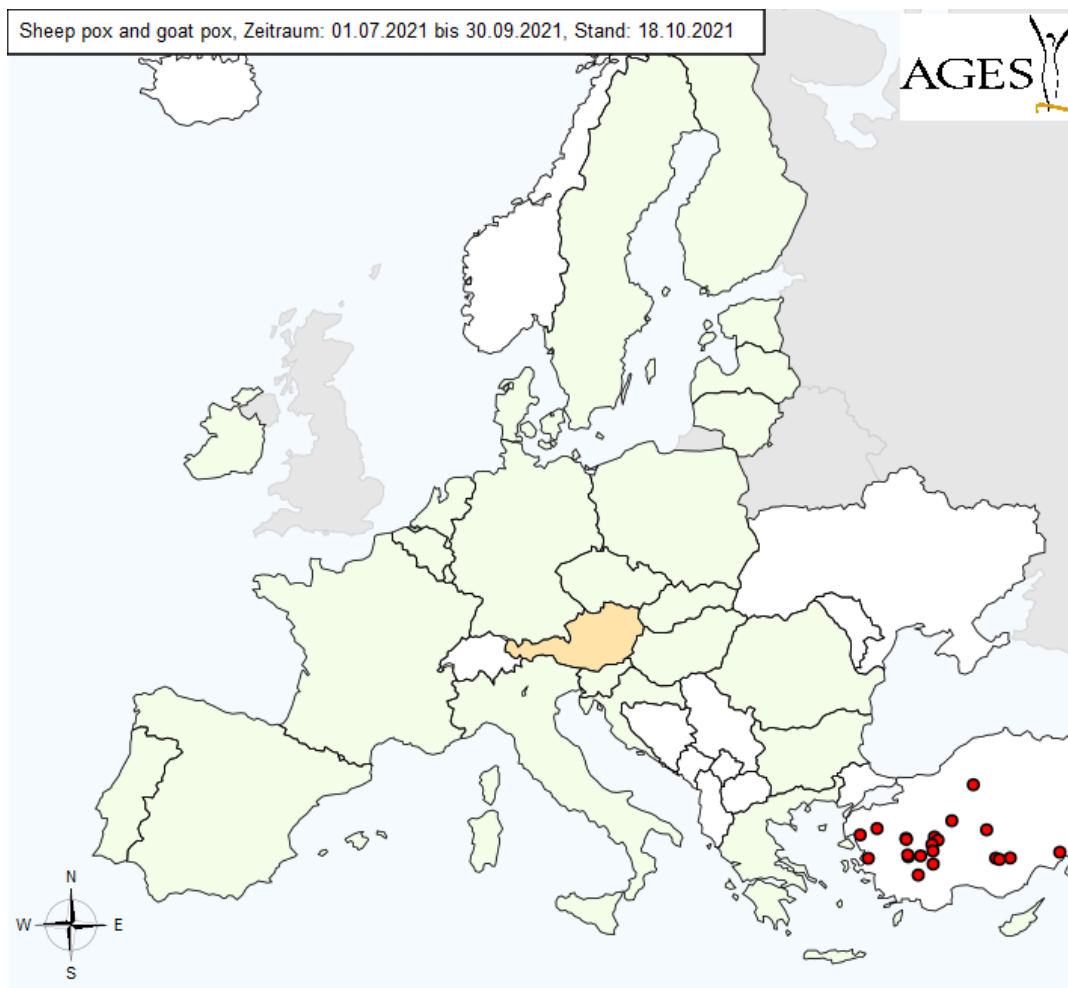 Sheep pox and goat pox, Zeitraum: 01.07.2021 bis 30.09.2021, Stand: 18.10.2021
AGES
N
W E
S